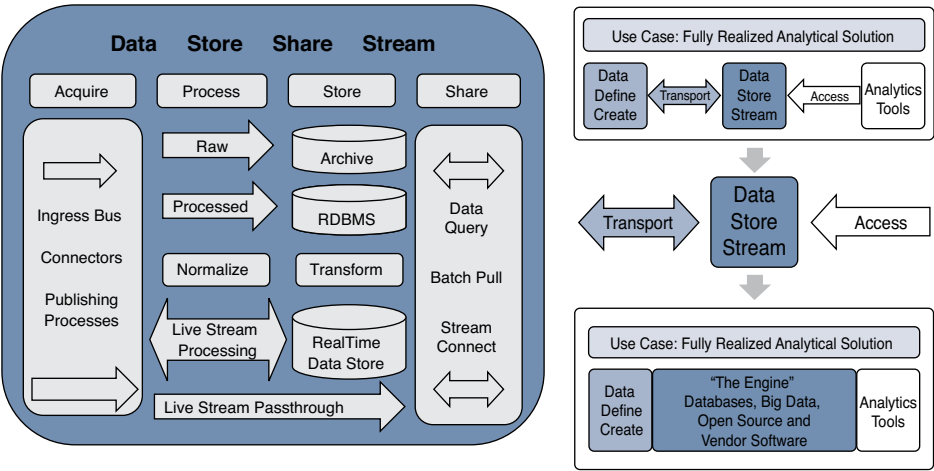 Data Store Share Stream
Acquire
Process
Store
Share
Ingress Bus
Connectors
Publishing
Processes
Raw
Archive
Processed
RDBMS
Normalize
Transform
Live Stream
Processing
RealTime
Data Store
Live Stream Passthrough
Data
Query
Batch Pull
Stream
Connect
Use Case: Fully Realized Analytical Solution
Data
Define
Create
Transport
Data
Store
Stream
Access
Analytics
Tools
Transport
Data
Store
Stream
Access
Use Case: Fully Realized Analytical Solution
Data
Define
Create
“The Engine”
Databases, Big Data,
Open Source and
Vendor Software
Analytics
Tools